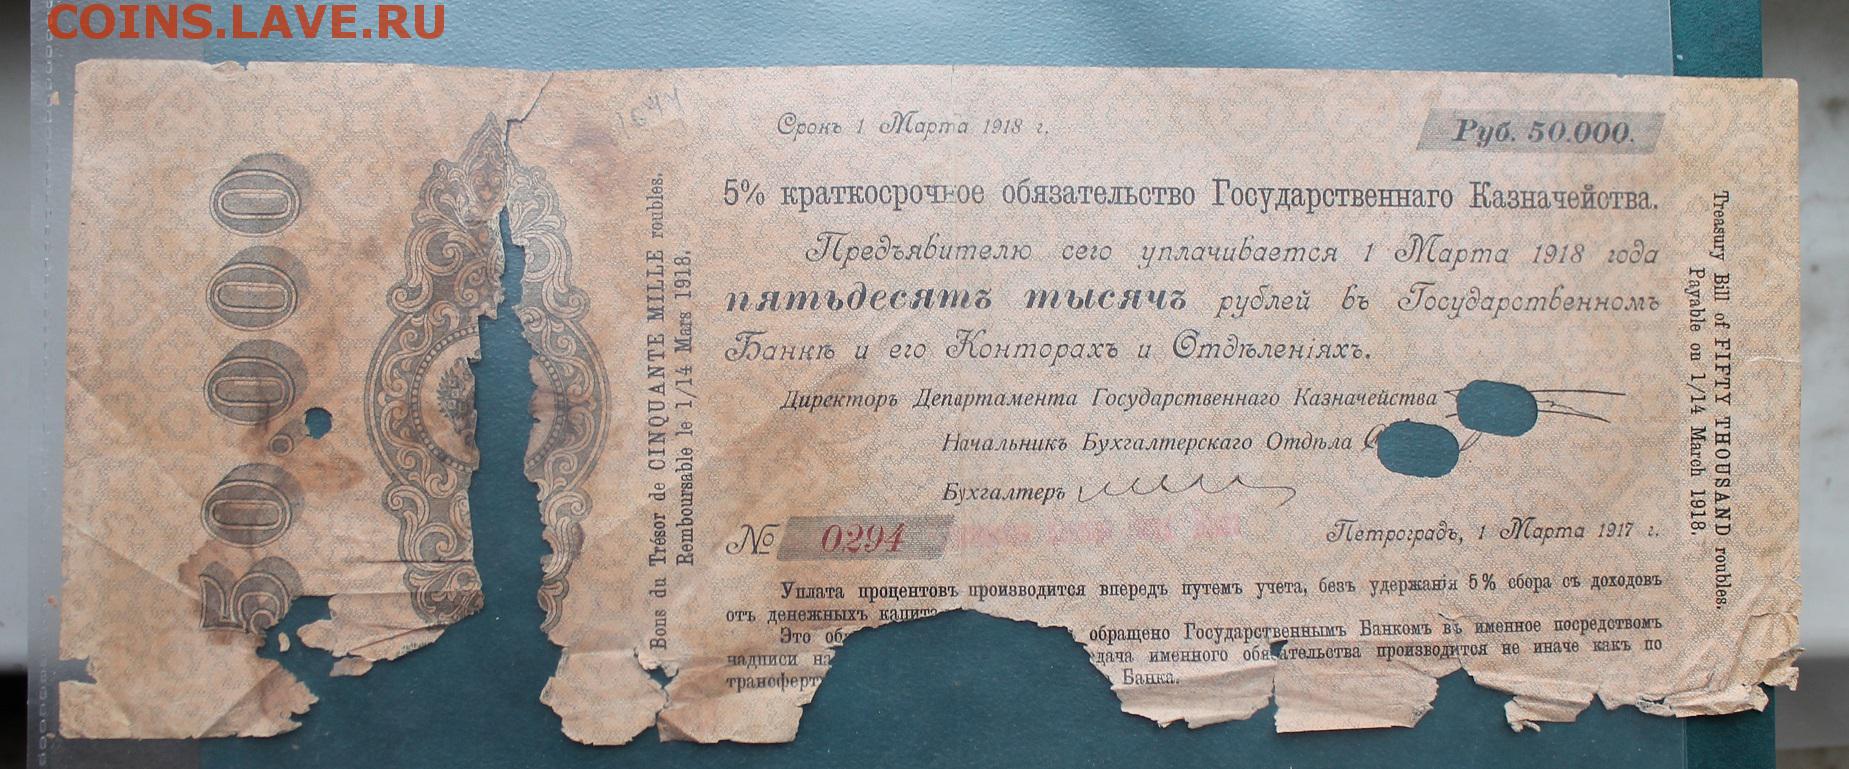 COINS.LAVE.RU
50000
Bons du Trésor de CINQUANTE MILLE roubles.
Remboursable le 1/14 Mars 1918.
Срокъ 1 Марта 1918 г.
Руб. 50.000.
5% краткосрочное обязательство Государственнаго Казначейства.
Предъявителю сего уплачивается 1 Марта 1918 года
пятьдесятъ тысячъ рублей въ Государственномъ
Банкѣ и его Конторахъ и Отдѣленіяхъ.
Директоръ Департамента Государственнаго Казначейства
Начальникъ Бухгалтерскаго Отдѣла
Бухгалтеръ
№ 0294
Петроградъ, 1 Марта 1917 г.
Уплата процентовъ производится впередъ путемъ учета, безъ удержанія 5% сбора съ доходовъ
отъ денежныхъ
Это обращено Государственнымъ Банкомъ въ именное посредствомъ
надписи на именного обязательства производится не иначе какъ по
Банка.
Treasury Bill of FIFTY THOUSAND roubles.
Payable on 1/14 March 1918.